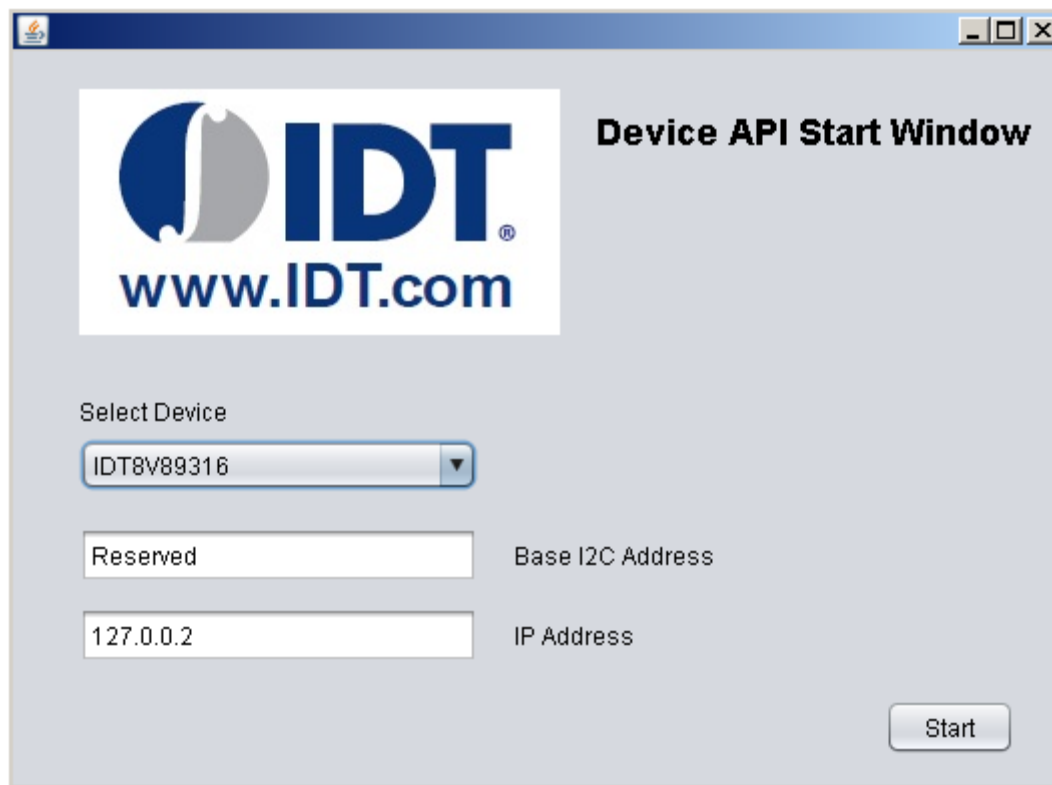 IDT®
www.IDT.com
Device API Start Window
Select Device
IDT8V89316
Reserved Base I2C Address
127.0.0.2 IP Address
Start